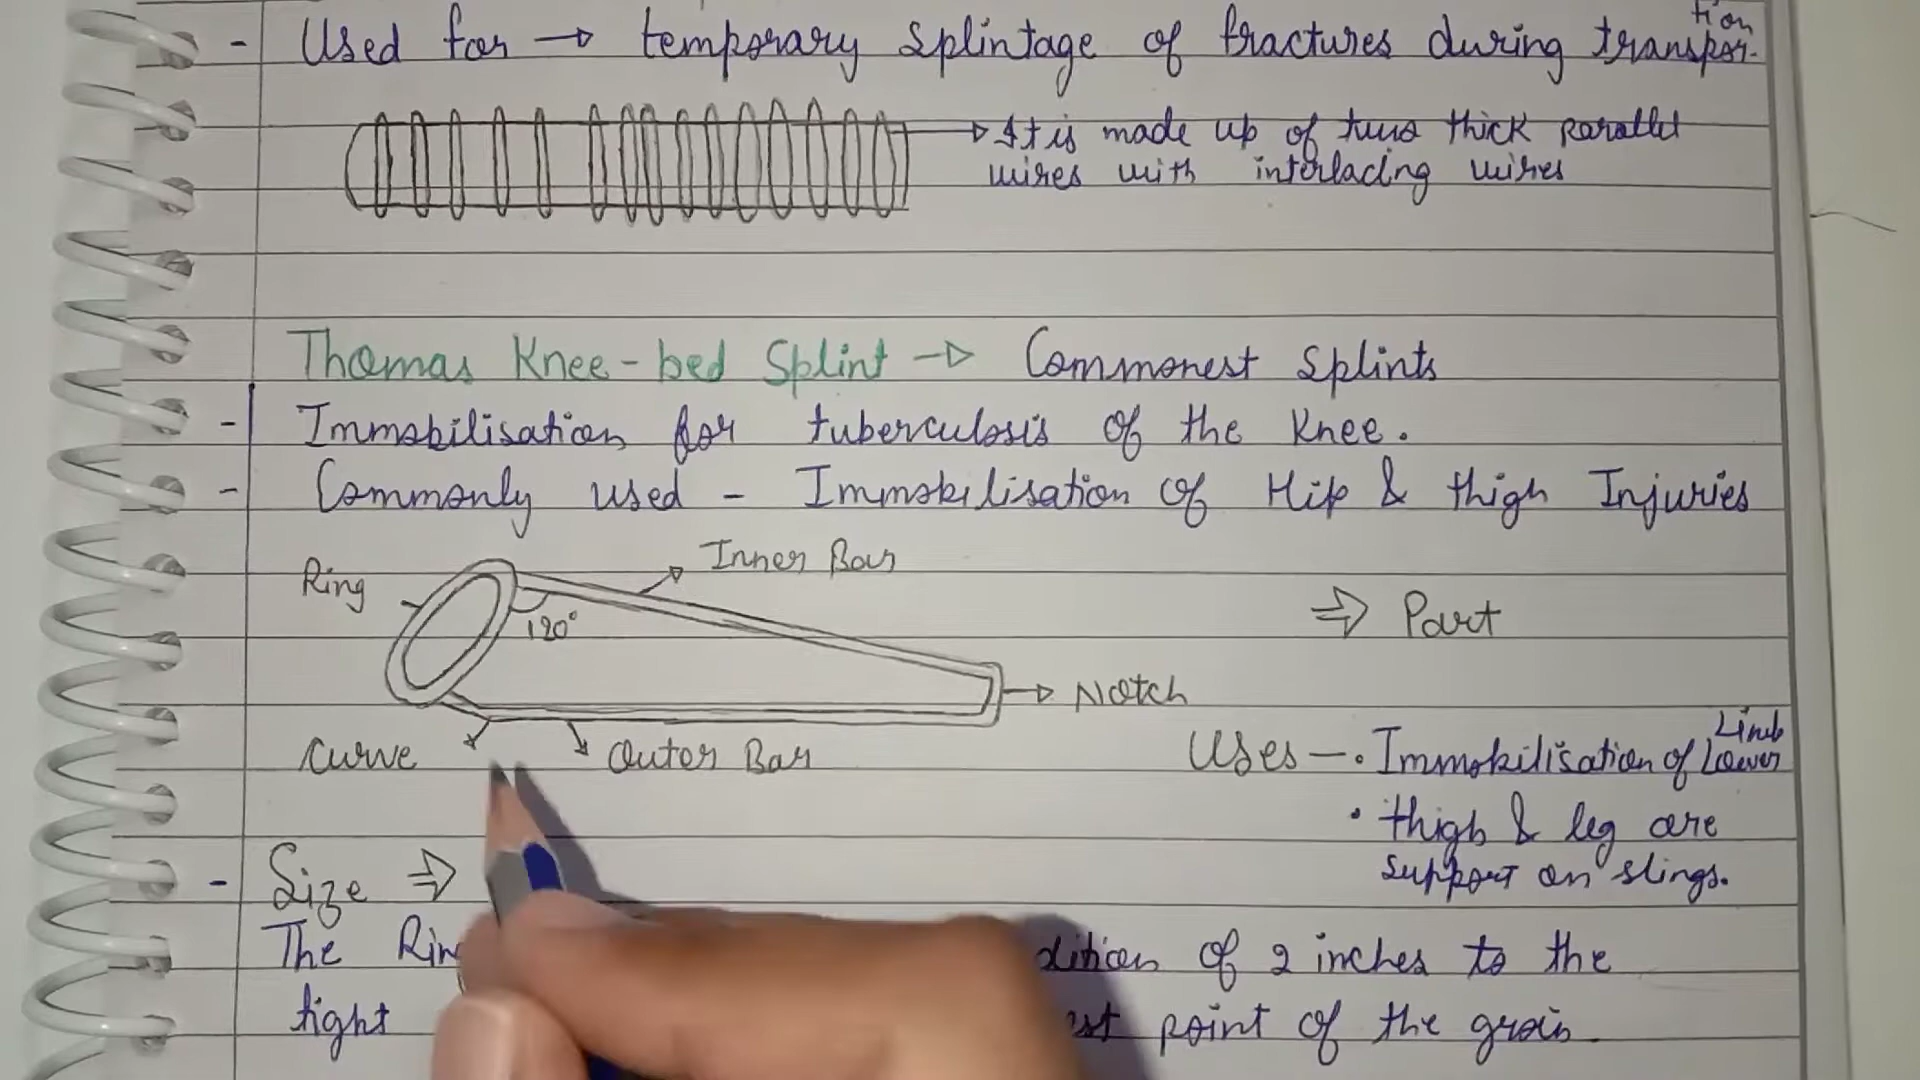 - Used for → temporary splintage of fractures during transpor-
tion
→ It is made up of two thick parallel
wires with interlacing wires
Thomas Knee-bed Splint → Commonest Splints
- Immobilisation for tuberculosis of the Knee.
- Commonly used - Immobilisation of Hip & thigh Injuries
Inner Bar
Ring
120°
⇒ Part
Notch
Curve
Outer Bar
Uses - • Immobilisation of Lower
Limb
• thigh & leg are
support on slings.
- Size ⇒
The of 2 inches to the
point of the groin.